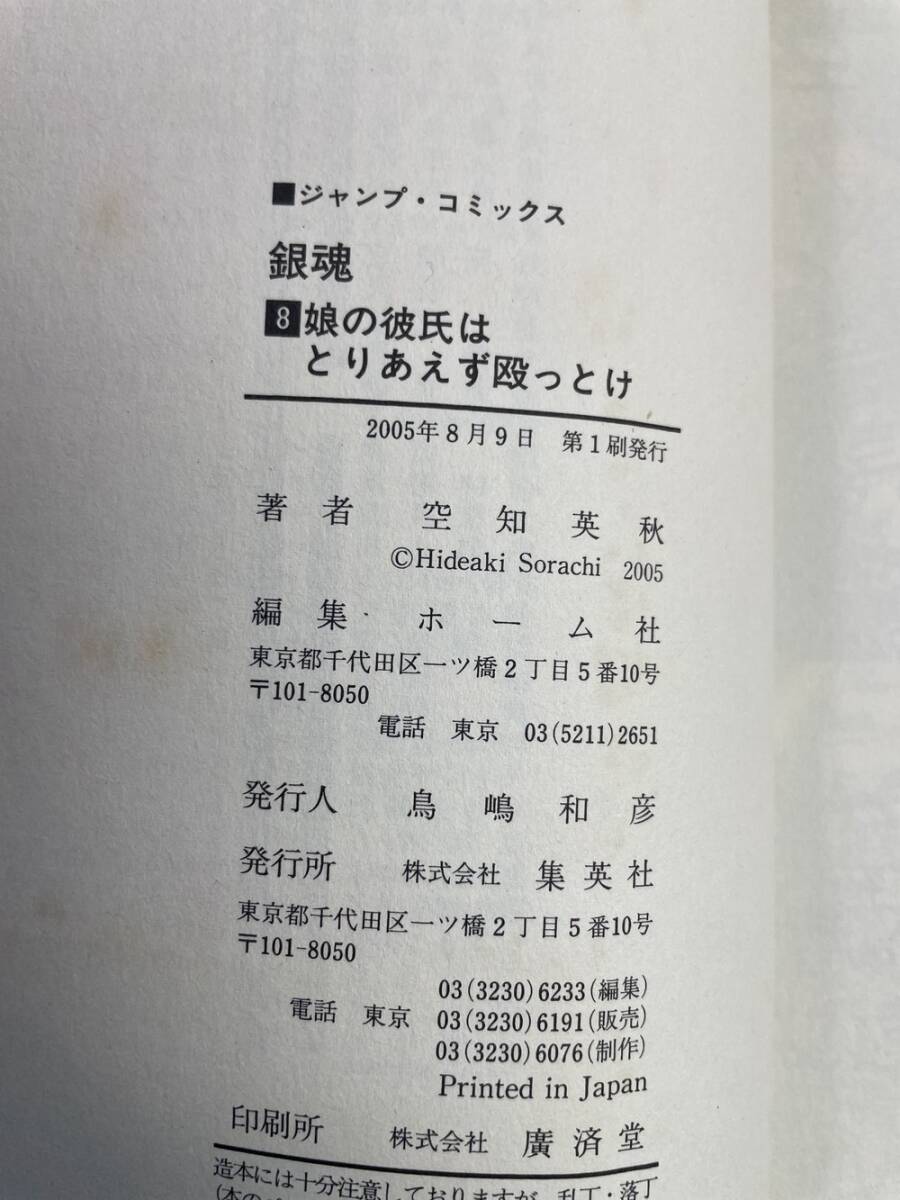 ■ジャンプ・コミックス
銀魂
8 娘の彼氏は
とりあえず殴っとけ
2005年8月9日 第1刷発行
著者 空知英秋
©Hideaki Sorachi 2005
編集 ホーム社
東京都千代田区一ツ橋2丁目5番10号
〒101-8050
電話 東京 03(5211)2651
発行人 鳥嶋和彦
発行所 株式会社 集英社
東京都千代田区一ツ橋2丁目5番10号
〒101-8050
03(3230)6233(編集)
電話 東京 03(3230)6191(販売)
03(3230)6076(制作)
Printed in Japan
印刷所 株式会社 廣済堂
造本には十分注意しておりますが、乱丁・落丁